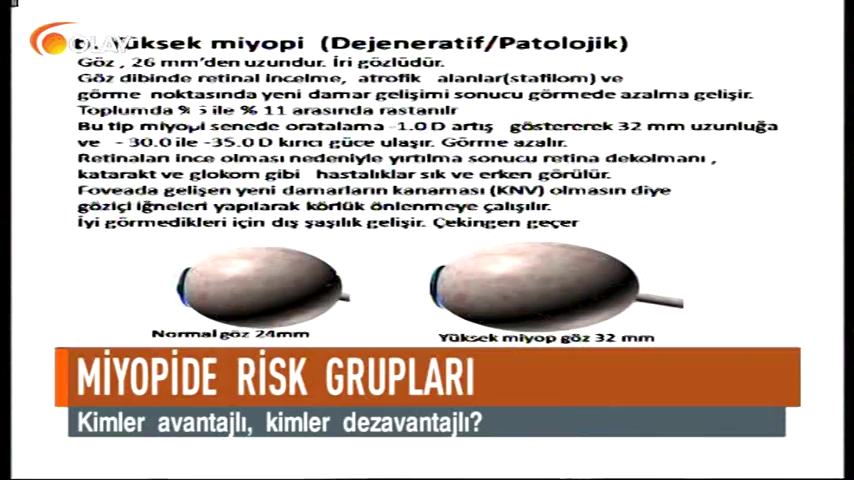 OLAY
b. Yüksek miyopi (Dejeneratif/Patolojik)
Göz , 26 mm'den uzundur. İri gözlüdür.
Göz dibinde retinal incelme, atrofik alanlar(stafilom) ve
görme noktasında yeni damar gelişimi sonucu görmede azalma gelişir.
Toplumda % 5 ile % 11 arasında rastanılr
Bu tip miyopi senede oratalama -1.0 D artış göstererek 32 mm uzunluğa
ve - 30.0 ile -35.0 D kırıcı güce ulaşır. Görme azalır.
Retinaları ince olması nedeniyle yırtılma sonucu retina dekolmanı ,
katarakt ve glokom gibi hastalıklar sık ve erken görülür.
Foveada gelişen yeni damarların kanaması (KNV) olmasın diye
göziçi iğneleri yapılarak körlük önlenmeye çalışılır.
İyi görmedikleri için dış şaşılık gelişir. Çekingen geçer
Normal göz 24mm
Yüksek miyop göz 32 mm
MİYOPİDE RİSK GRUPLARI
Kimler avantajlı, kimler dezavantajlı?